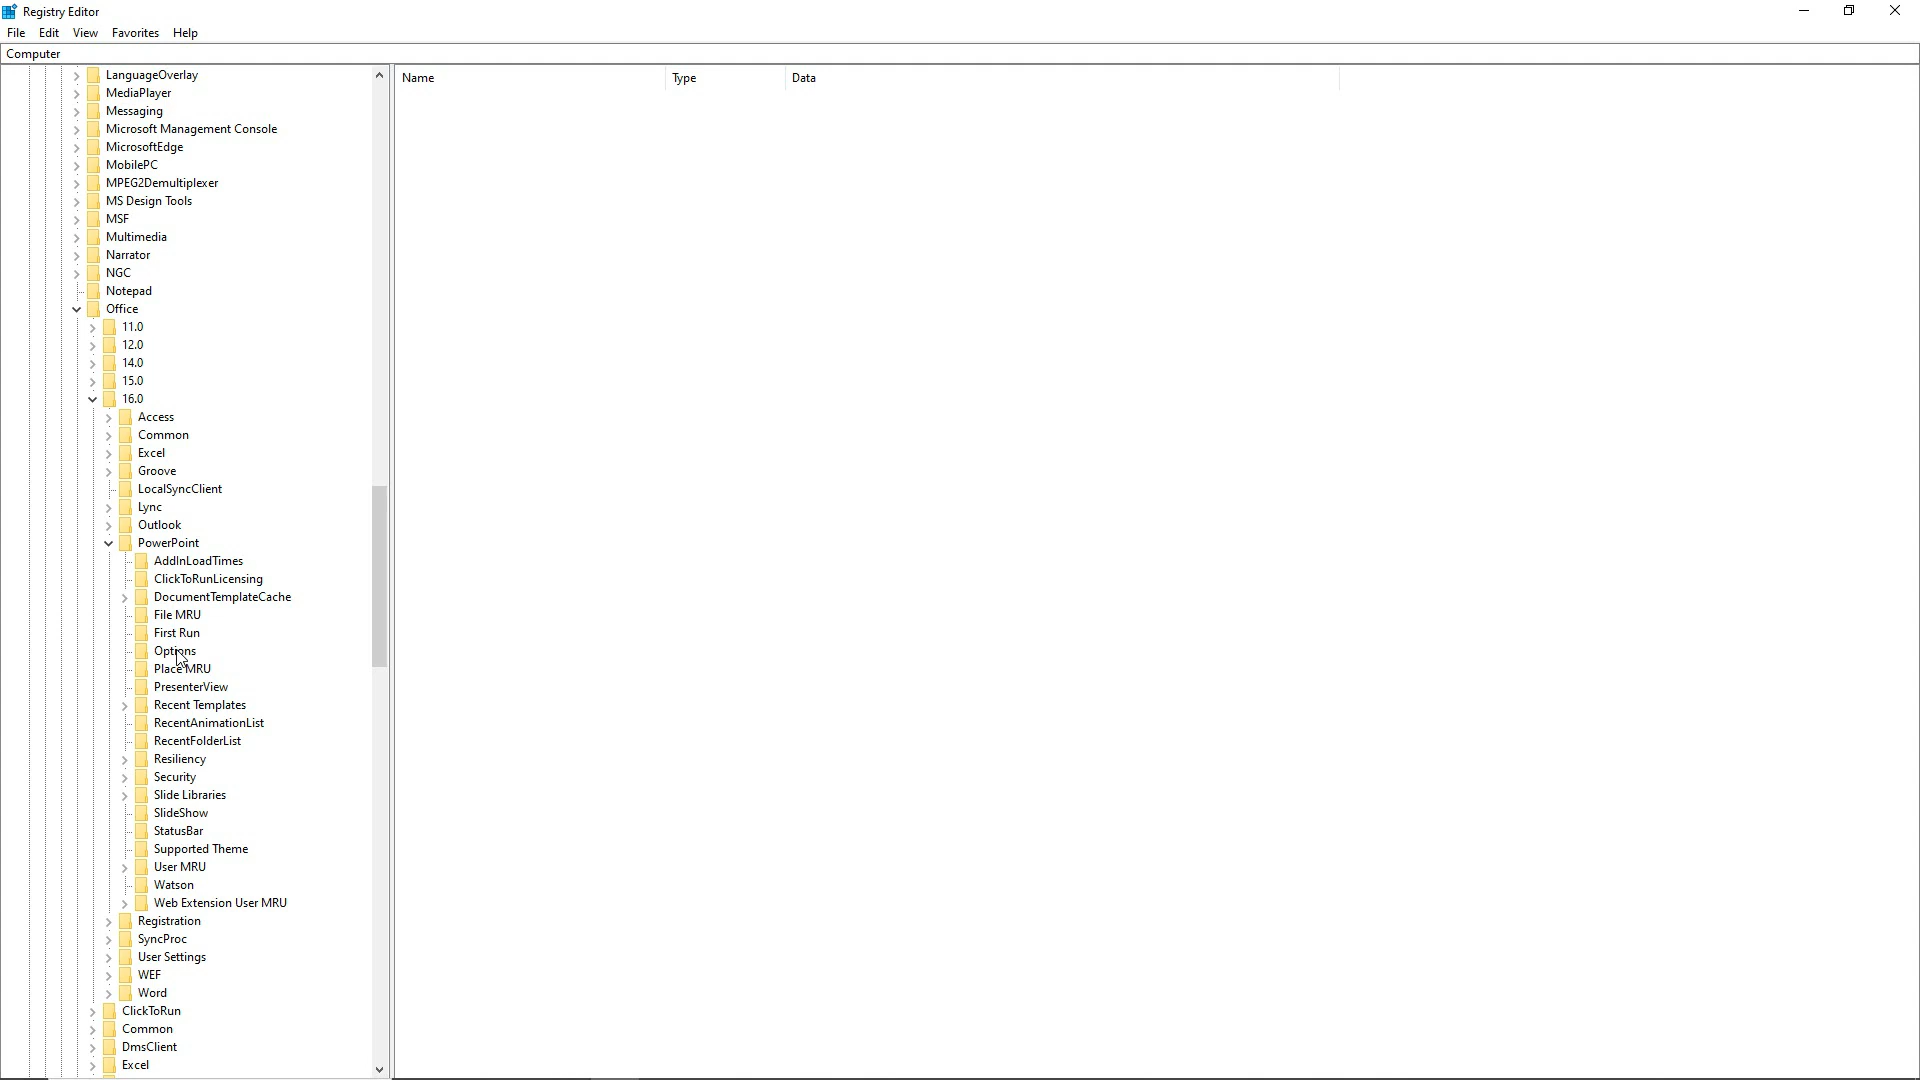 Registry Editor
File Edit View Favorites Help
Computer
Name Type Data
LanguageOverlay
MediaPlayer
Messaging
Microsoft Management Console
MicrosoftEdge
MobilePC
MPEG2Demultiplexer
MS Design Tools
MSF
Multimedia
Narrator
NGC
Notepad
Office
11.0
12.0
14.0
15.0
16.0
Access
Common
Excel
Groove
LocalSyncClient
Lync
Outlook
PowerPoint
AddInLoadTimes
ClickToRunLicensing
DocumentTemplateCache
File MRU
First Run
Options
Place MRU
PresenterView
Recent Templates
RecentAnimationList
RecentFolderList
Resiliency
Security
Slide Libraries
SlideShow
StatusBar
Supported Theme
User MRU
Watson
Web Extension User MRU
Registration
SyncProc
User Settings
WEF
Word
ClickToRun
Common
DmsClient
Excel